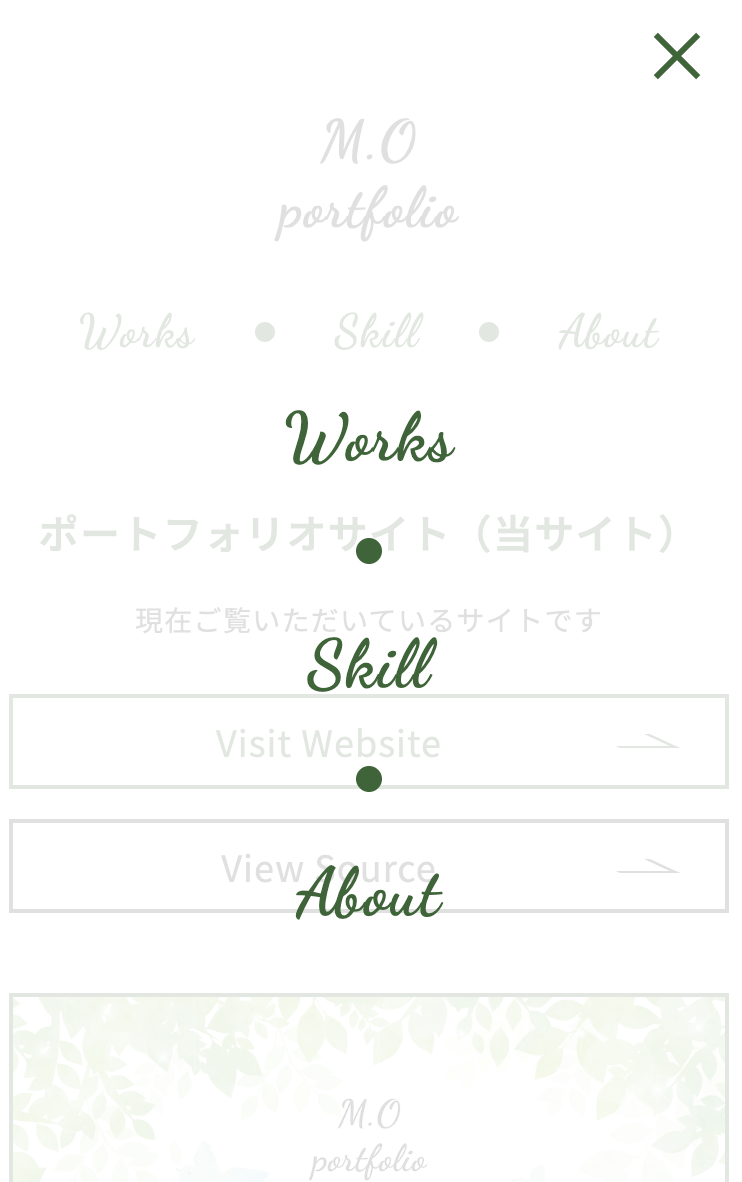 M.O
portfolio
Works ● Skill ● About
Works
ポートフォリオサイト（当サイト）
現在ご覧いただいているサイトです
Skill
Visit Website
View Source
About
M.O
portfolio